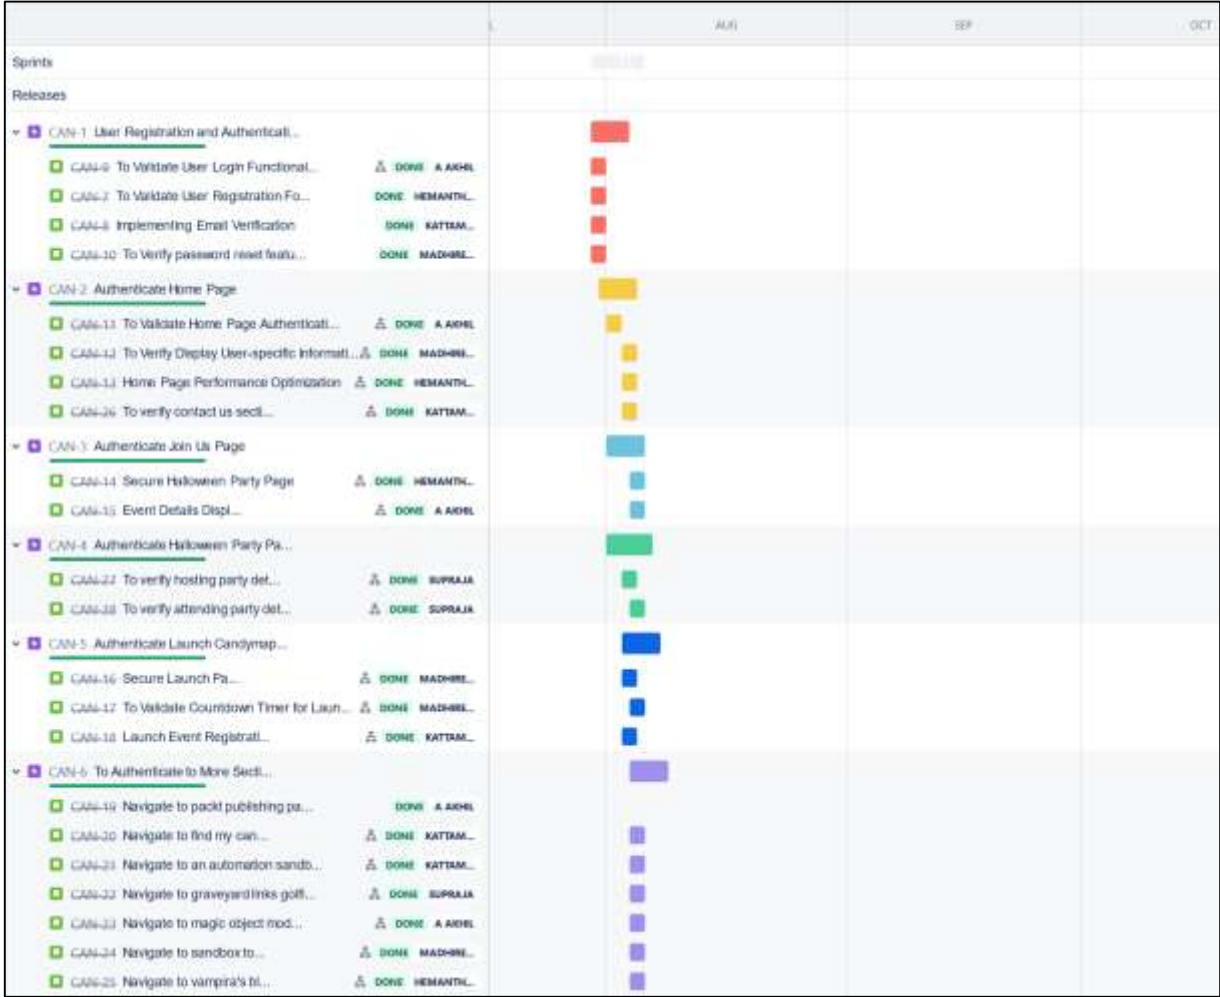 L AUG SEP OCT
Sprints
Releases
CAN-1 User Registration and Authenticati...
CAN-9 To Validate User Login Functional... DONE A AKHIL
CAN-7 To Validate User Registration Fo... DONE HEMANTH...
CAN-8 Implementing Email Verification DONE KATTAM...
CAN-10 To Verify password reset featu... DONE MADHIRE...
CAN-2 Authenticate Home Page
CAN-11 To Validate Home Page Authenticati... DONE A AKHIL
CAN-12 To Verify Display User-specific Informati... DONE MADHIRE...
CAN-13 Home Page Performance Optimization DONE HEMANTH...
CAN-26 To verify contact us secti... DONE KATTAM...
CAN-3 Authenticate Join Us Page
CAN-14 Secure Halloween Party Page DONE HEMANTH...
CAN-15 Event Details Displ... DONE A AKHIL
CAN-4 Authenticate Halloween Party Pa...
CAN-27 To verify hosting party det... DONE SUPRAJA
CAN-28 To verify attending party det... DONE SUPRAJA
CAN-5 Authenticate Launch Candymap...
CAN-16 Secure Launch Pa... DONE MADHIRE...
CAN-17 To Validate Countdown Timer for Laun... DONE MADHIRE...
CAN-18 Launch Event Registrati... DONE KATTAM...
CAN-6 To Authenticate to More Secti...
CAN-19 Navigate to packt publishing pa... DONE A AKHIL
CAN-20 Navigate to find my can... DONE KATTAM...
CAN-21 Navigate to an automation sandb... DONE KATTAM...
CAN-22 Navigate to graveyard links golfi... DONE SUPRAJA
CAN-23 Navigate to magic object mod... DONE A AKHIL
CAN-24 Navigate to sandbox to... DONE MADHIRE...
CAN-25 Navigate to vampira's bl... DONE HEMANTH...